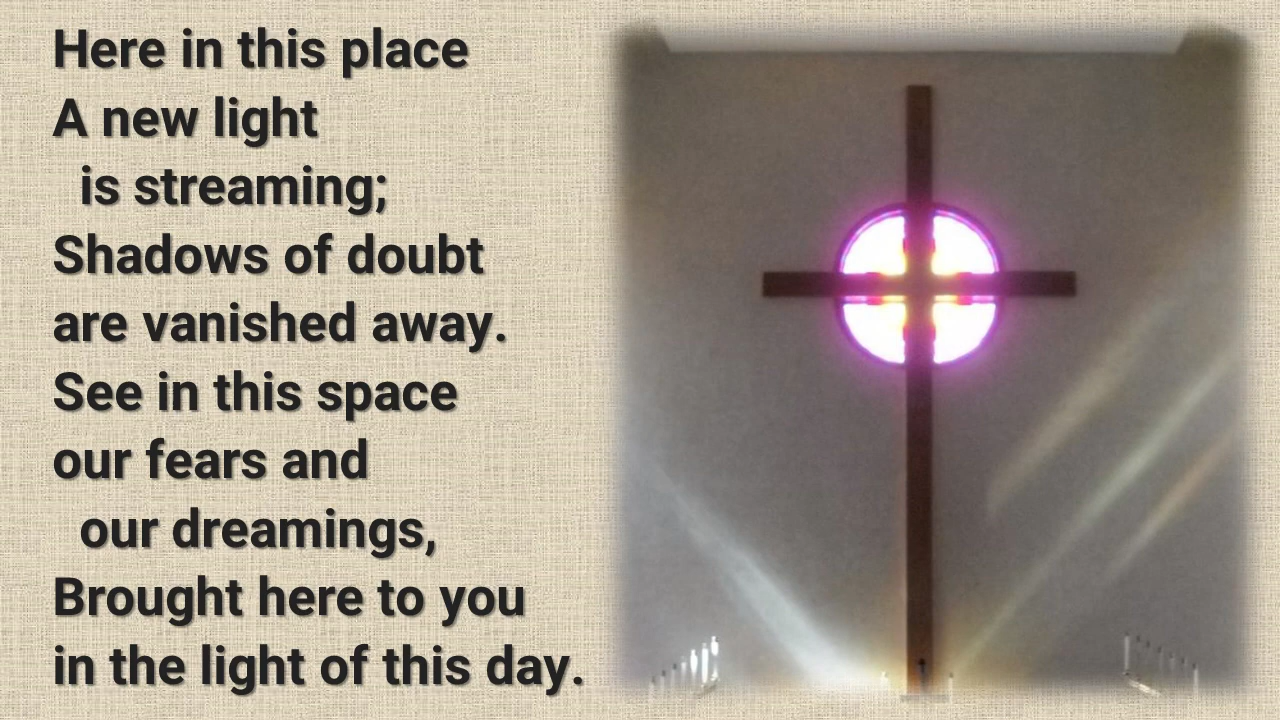 Here in this place
A new light
is streaming;
Shadows of doubt
are vanished away.
See in this space
our fears and
our dreamings,
Brought here to you
in the light of this day.